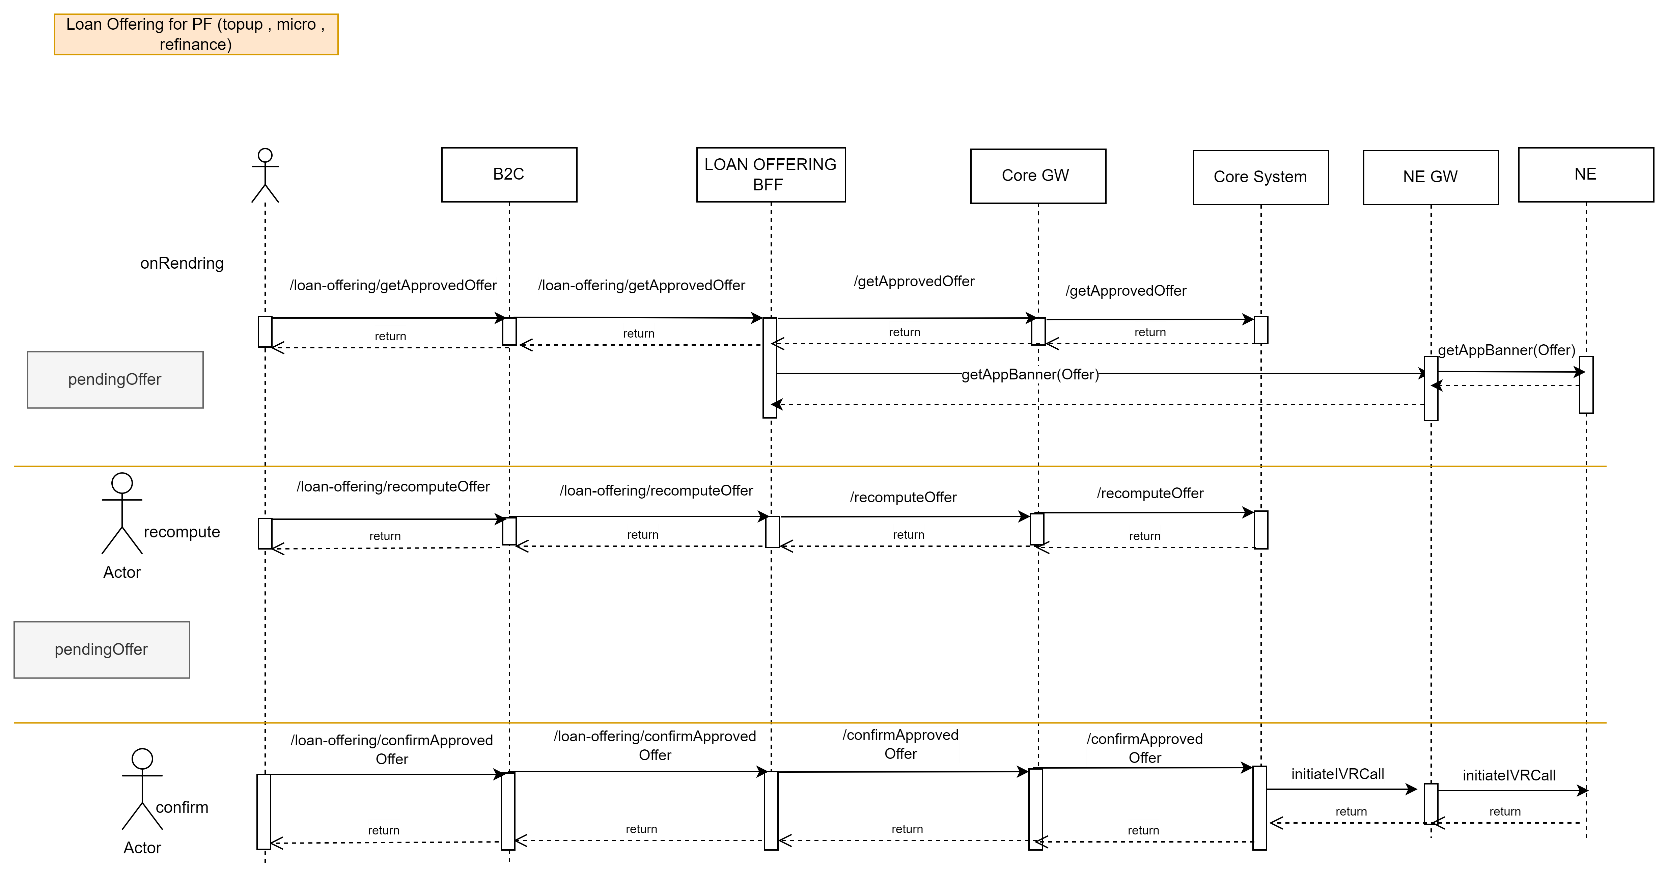 Loan Offering for PF (topup , micro ,
refinance)
B2C
LOAN OFFERING
BFF
Core GW
Core System
NE GW
NE
onRendring
/loan-offering/getApprovedOffer
/loan-offering/getApprovedOffer
/getApprovedOffer
/getApprovedOffer
return
return
return
return
getAppBanner(Offer)
getAppBanner(Offer)
pendingOffer
/loan-offering/recomputeOffer
/loan-offering/recomputeOffer
/recomputeOffer
/recomputeOffer
recompute
return
return
return
return
Actor
pendingOffer
/loan-offering/confirmApproved
Offer
/loan-offering/confirmApproved
Offer
/confirmApproved
Offer
/confirmApproved
Offer
initiateIVRCall
initiateIVRCall
confirm
return
return
return
return
return
return
Actor